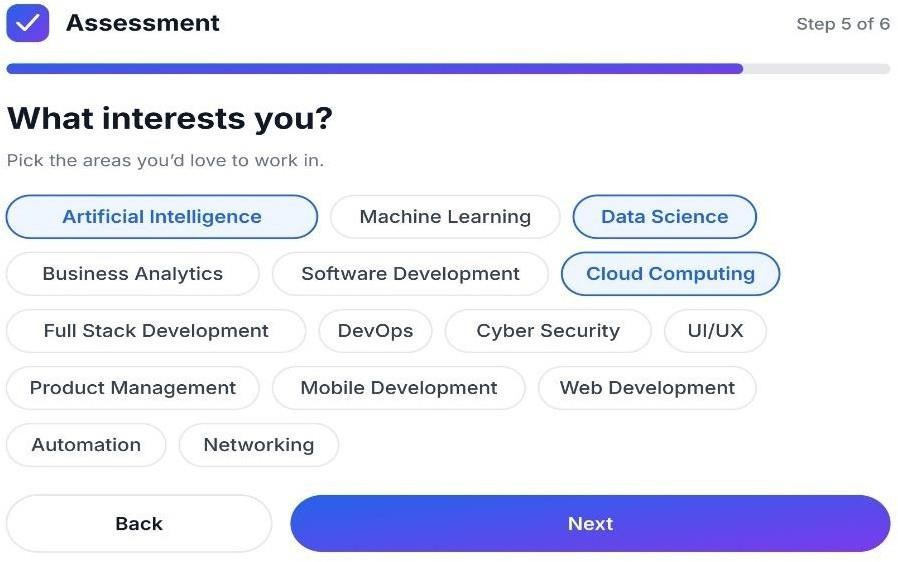 Assessment
Step 5 of 6
What interests you?
Pick the areas you'd love to work in.
Artificial Intelligence Machine Learning Data Science
Business Analytics Software Development Cloud Computing
Full Stack Development DevOps Cyber Security UI/UX
Product Management Mobile Development Web Development
Automation Networking
Back Next